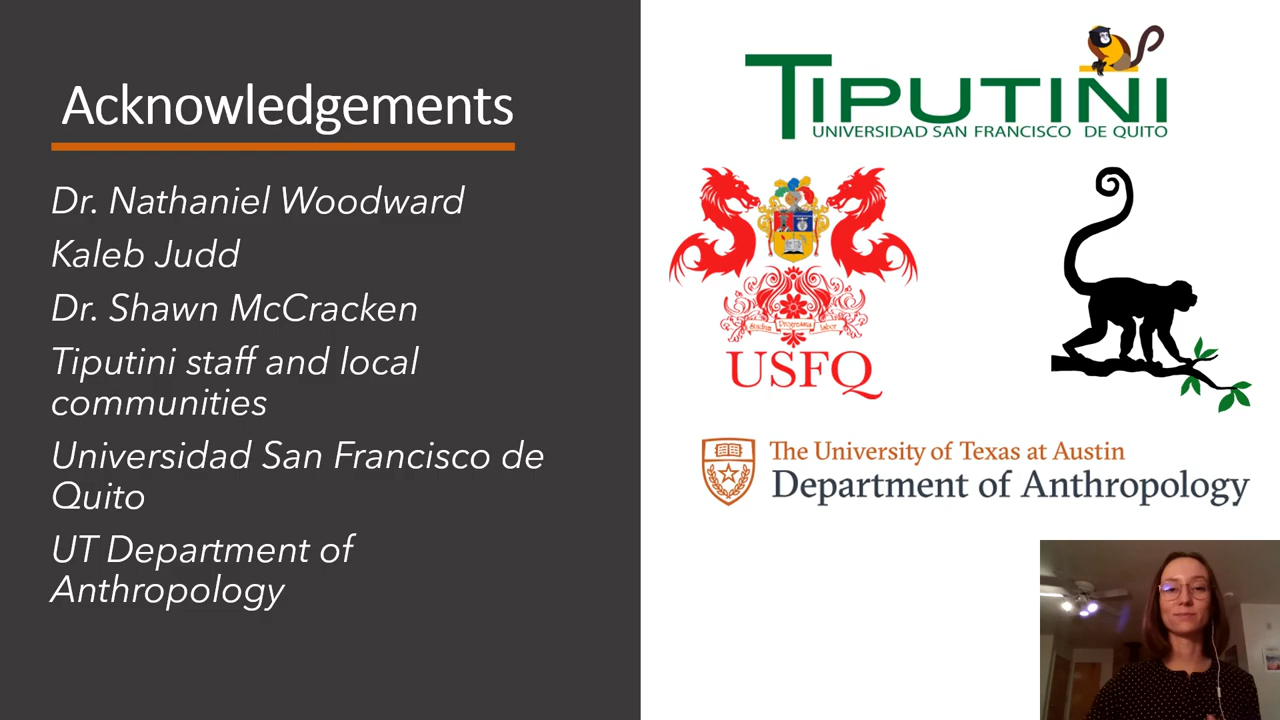 Acknowledgements
Dr. Nathaniel Woodward
Kaleb Judd
Dr. Shawn McCracken
Tiputini staff and local
communities
Universidad San Francisco de
Quito
UT Department of
Anthropology
TIPUTINI
UNIVERSIDAD SAN FRANCISCO DE QUITO
Progressus
labor
USFQ
The University of Texas at Austin
Department of Anthropology